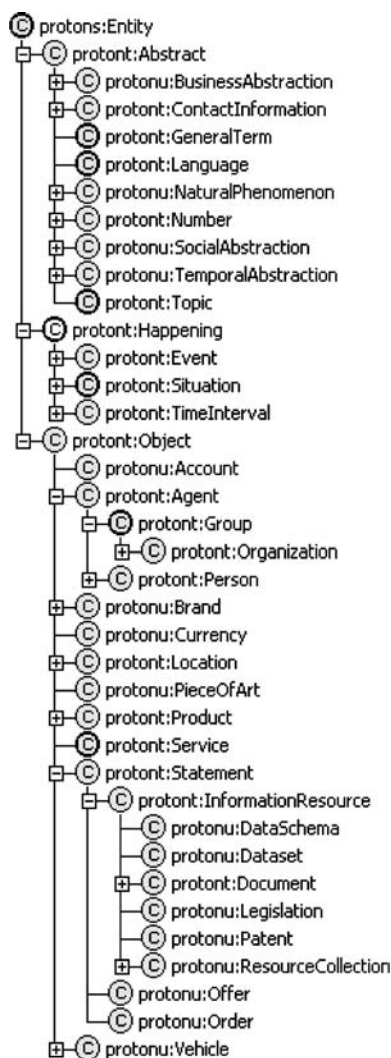 protons:Entity
protont:Abstract
protonu:BusinessAbstraction
protont:ContactInformation
protont:GeneralTerm
protont:Language
protonu:NaturalPhenomenon
protont:Number
protonu:SocialAbstraction
protonu:TemporalAbstraction
protont:Topic
protont:Happening
protont:Event
protont:Situation
protont:TimeInterval
protont:Object
protonu:Account
protont:Agent
protont:Group
protont:Organization
protont:Person
protonu:Brand
protonu:Currency
protont:Location
protonu:PieceOfArt
protont:Product
protont:Service
protont:Statement
protont:InformationResource
protonu:DataSchema
protonu:Dataset
protont:Document
protonu:Legislation
protonu:Patent
protonu:ResourceCollection
protonu:Offer
protonu:Order
protonu:Vehicle